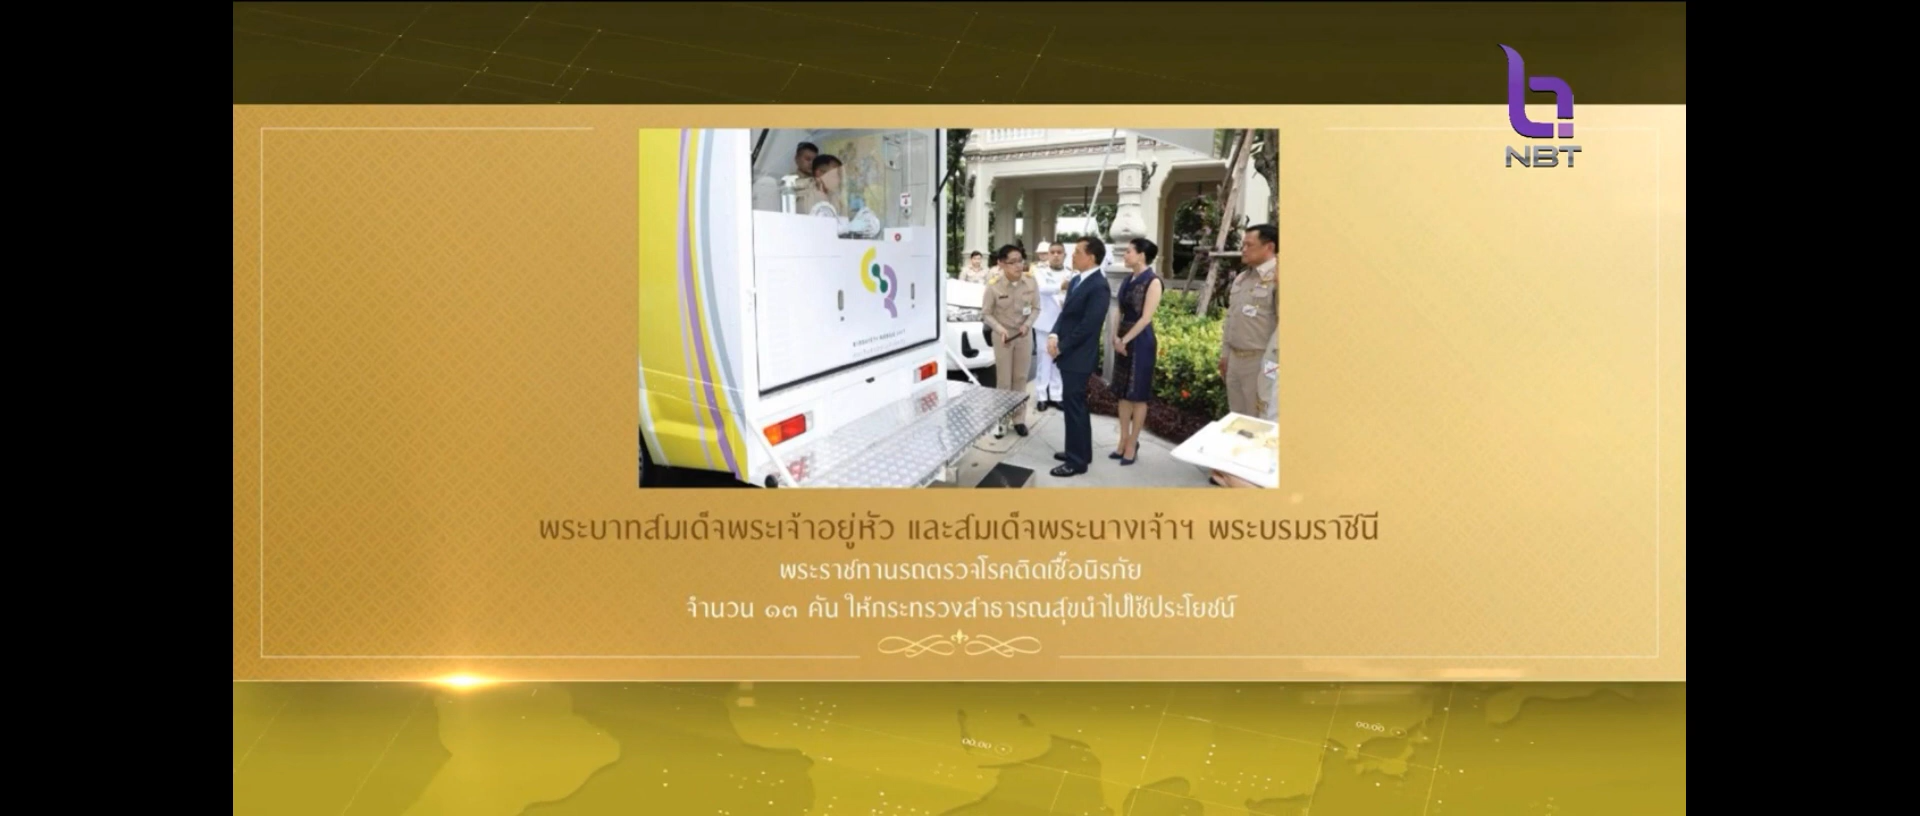 NBT
พระบาทสมเด็จพระเจ้าอยู่หัว และสมเด็จพระนางเจ้าฯ พระบรมราชินี
พระราชทานรถตรวจโรคติดเชื้อนิรภัย
จำนวน ๑๓ คัน ให้กระทรวงสาธารณสุขนำไปใช้ประโยชน์
00:00
00:00